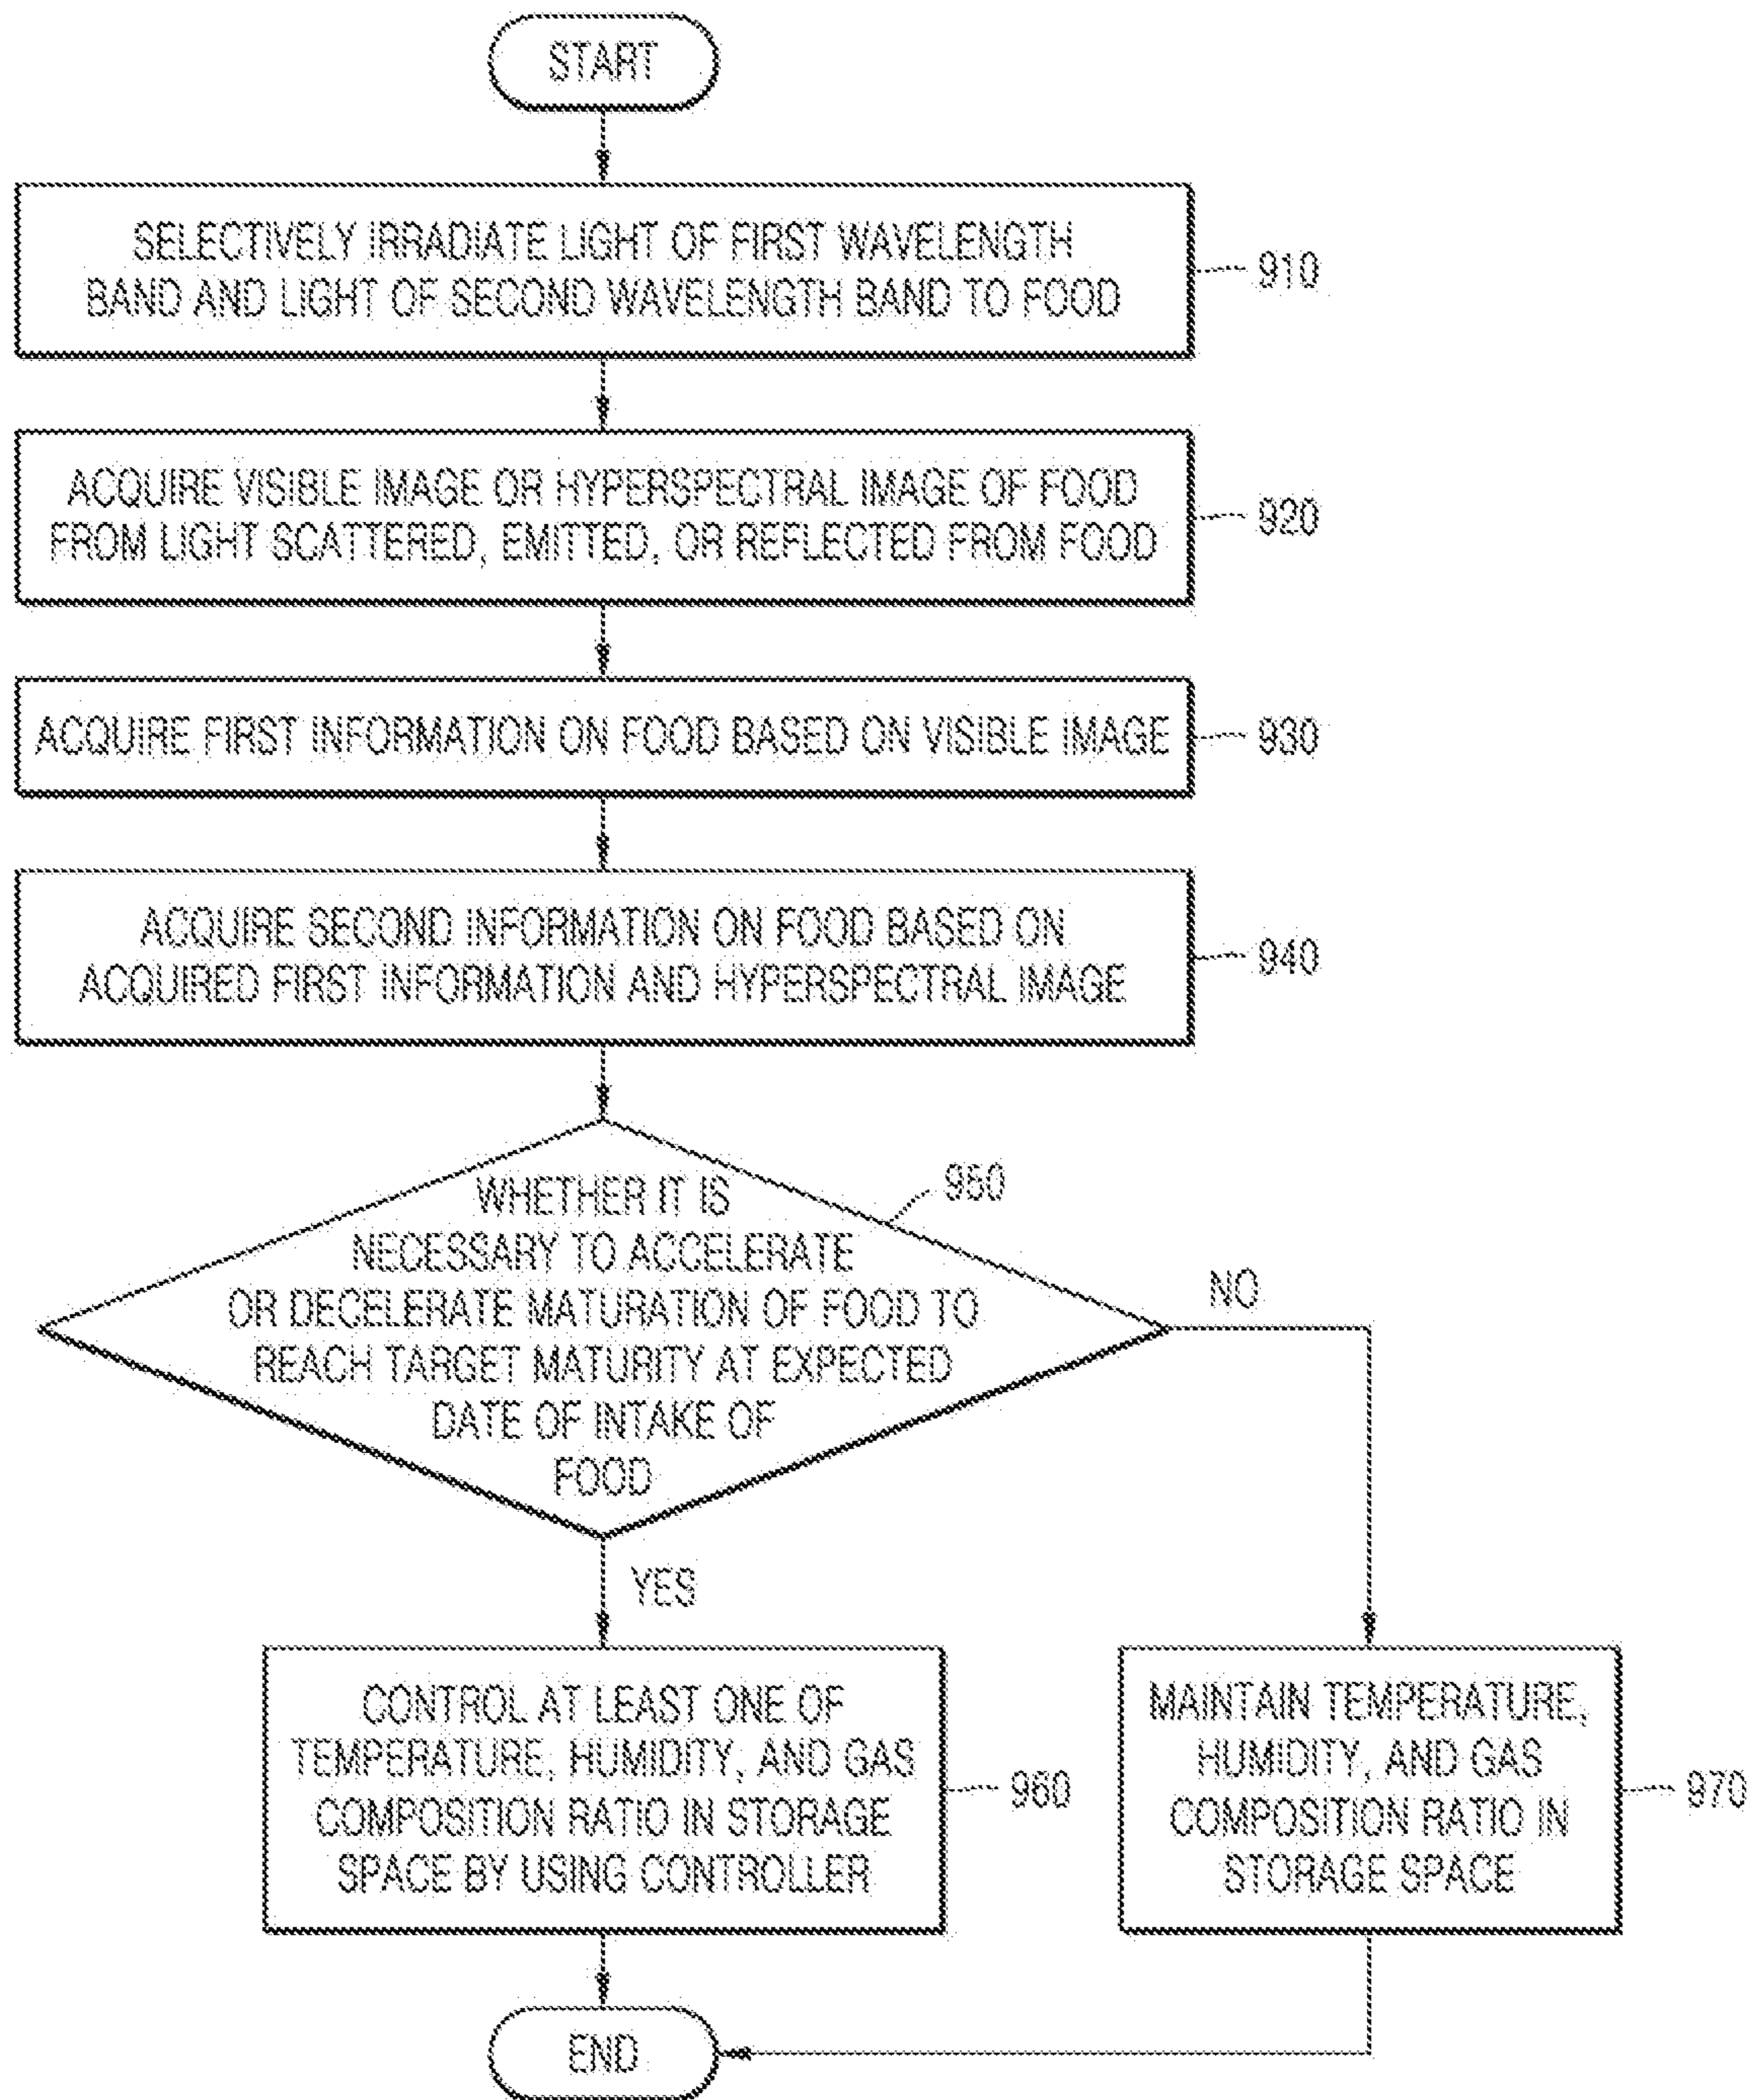 START
SELECTIVELY IRRADIATE LIGHT OF FIRST WAVELENGTH
BAND AND LIGHT OF SECOND WAVELENGTH BAND TO FOOD
910
ACQUIRE VISIBLE IMAGE OR HYPERSPECTRAL IMAGE OF FOOD
FROM LIGHT SCATTERED, EMITTED, OR REFLECTED FROM FOOD
920
ACQUIRE FIRST INFORMATION ON FOOD BASED ON VISIBLE IMAGE
930
ACQUIRE SECOND INFORMATION ON FOOD BASED ON
ACQUIRED FIRST INFORMATION AND HYPERSPECTRAL IMAGE
940
WHETHER IT IS
NECESSARY TO ACCELERATE
OR DECELERATE MATURATION OF FOOD TO
REACH TARGET MATURITY AT EXPECTED
DATE OF INTAKE OF
FOOD
950
NO
YES
CONTROL AT LEAST ONE OF
TEMPERATURE, HUMIDITY, AND GAS
COMPOSITION RATIO IN STORAGE
SPACE BY USING CONTROLLER
960
MAINTAIN TEMPERATURE,
HUMIDITY, AND GAS
COMPOSITION RATIO IN
STORAGE SPACE
970
END